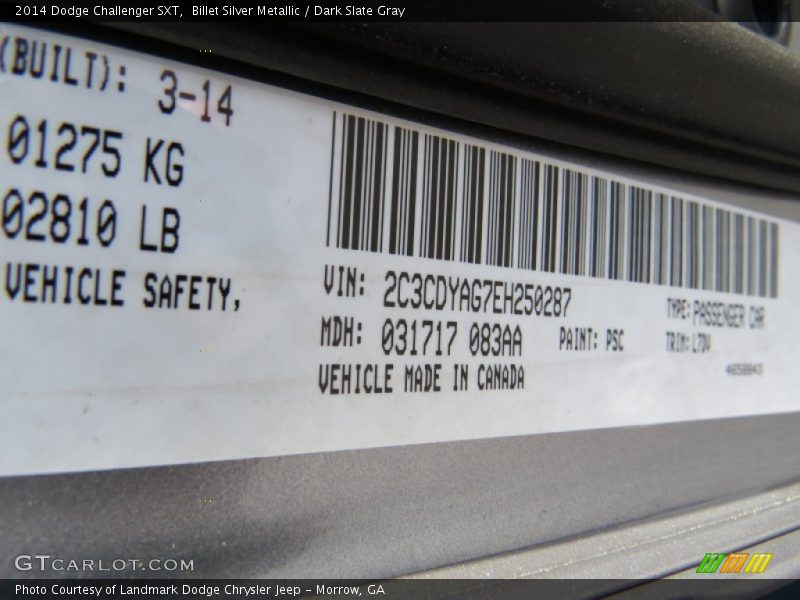 2014 Dodge Challenger SXT,  Billet Silver Metallic / Dark Slate Gray
(BUILT): 3-14
01275 KG
02810 LB
VEHICLE SAFETY,
VIN: 2C3CDYAG7EH250287
TYPE: PASSENGER CAR
MDH: 031717 083AA
PAINT: PSC
TRIM: L7DV
VEHICLE MADE IN CANADA
GTCARLOT.COM
Photo Courtesy of Landmark Dodge Chrysler Jeep - Morrow, GA